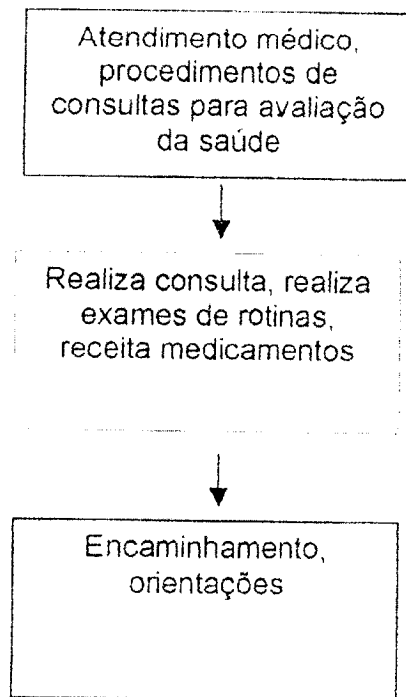 Atendimento médico,
procedimentos de
consultas para avaliação
da saúde
Realiza consulta, realiza
exames de rotinas,
receita medicamentos
Encaminhamento,
orientações